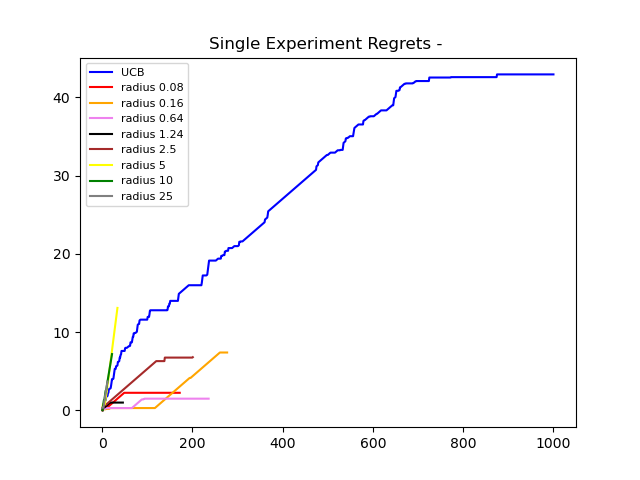 Single Experiment Regrets -
UCB
radius 0.08
radius 0.16
radius 0.64
radius 1.24
radius 2.5
radius 5
radius 10
radius 25
40
30
20
10
0
0 200 400 600 800 1000